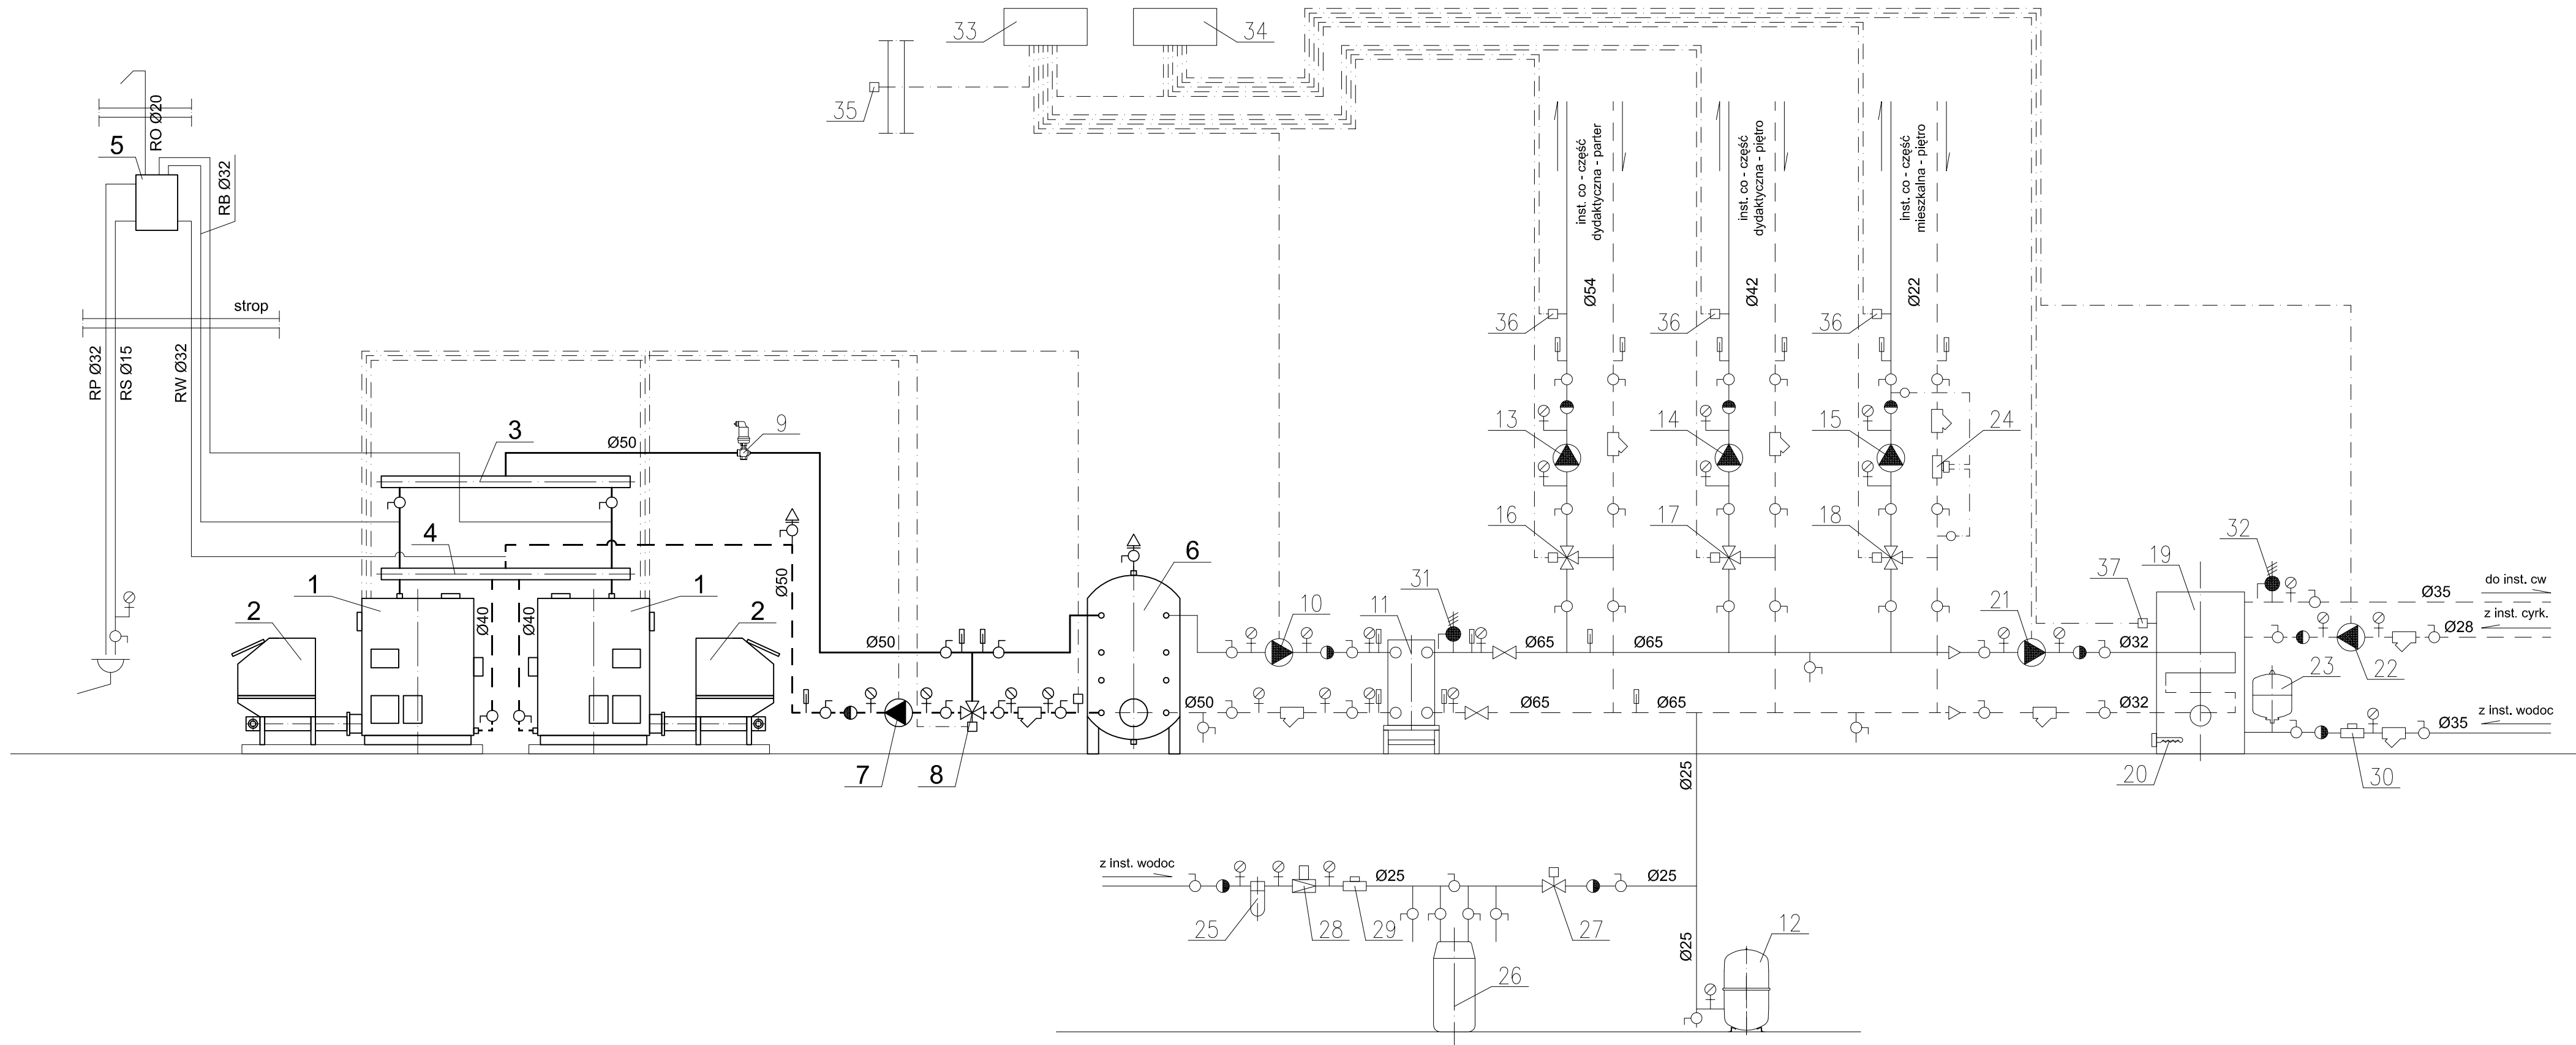 33
34
35
RO Ø20
5
RB Ø32
strop
RP Ø32
RS Ø15
RW Ø32
inst. co - część
dydaktyczna - parter
inst. co - część
dydaktyczna - piętro
inst. co - część
mieszkalna - piętro
Ø54
Ø42
Ø22
36
36
36
3
Ø50
9
13
14
15
24
4
16
17
18
1
1
2
2
Ø40
Ø40
Ø50
6
31
10
11
32
19
37
21
do inst. cw
Ø35
z inst. cyrk.
Ø28
22
23
Ø50
Ø65
Ø65
Ø32
Ø50
Ø65
Ø65
Ø32
z inst. wodoc
Ø35
7
8
20
30
Ø25
z inst. wodoc
Ø25
Ø25
25
28
29
27
Ø25
12
26